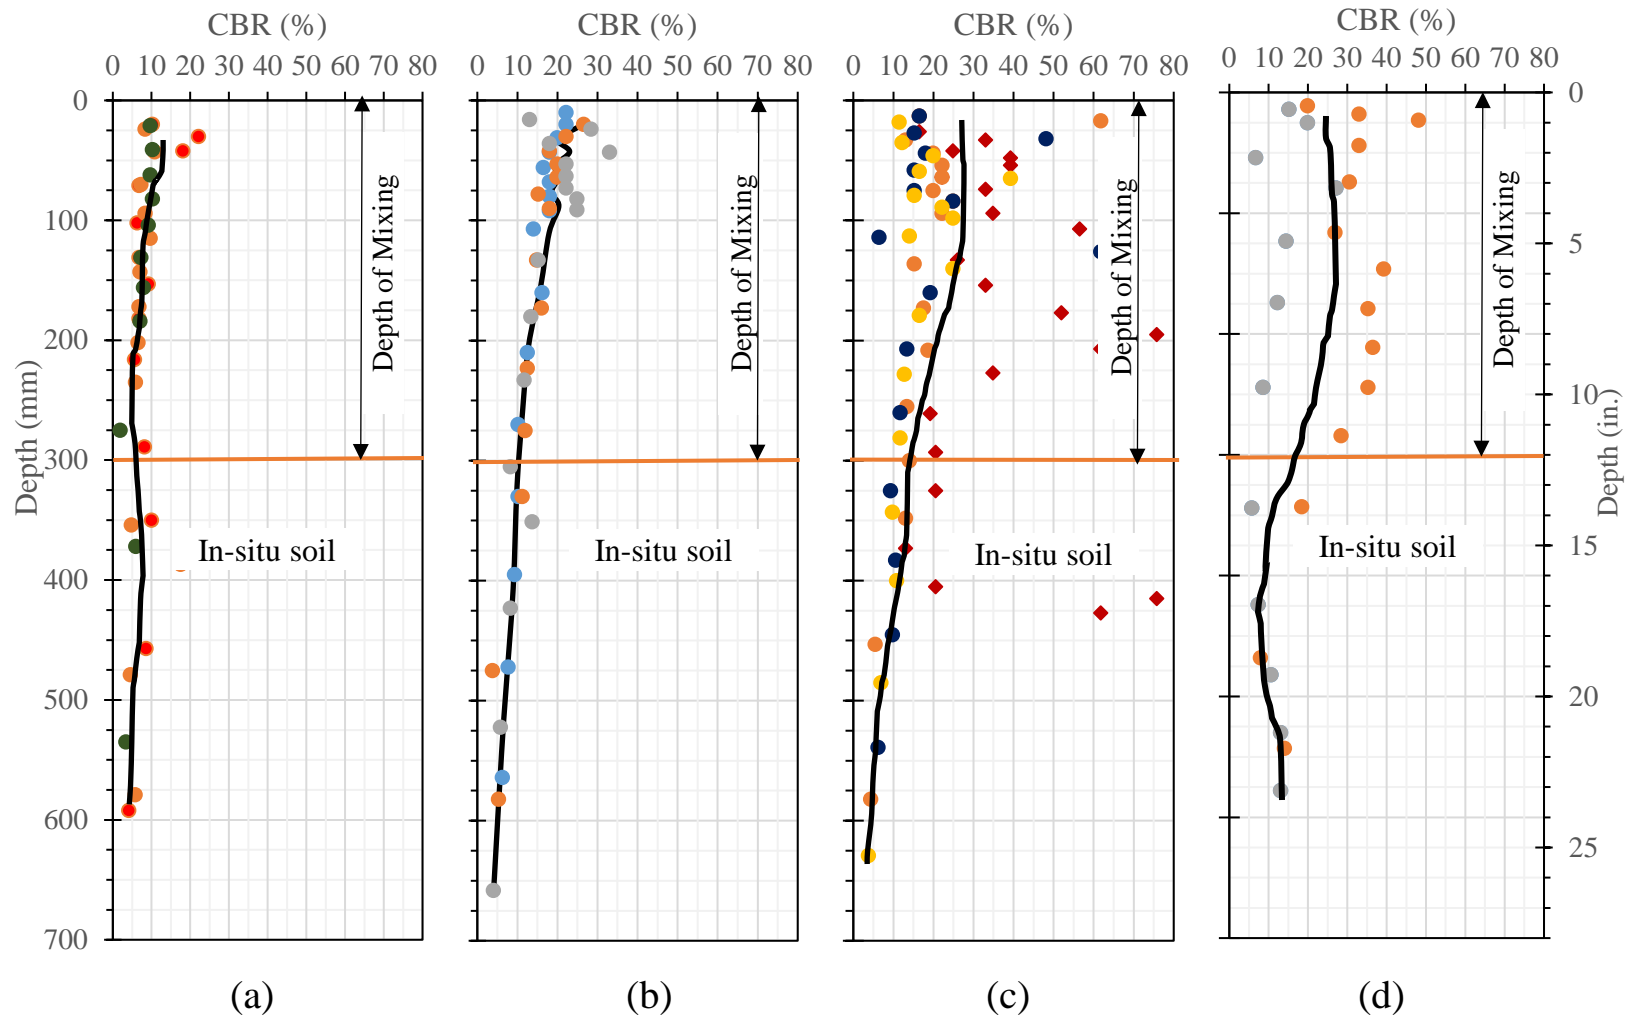 CBR (%)
CBR (%)
CBR (%)
CBR (%)
0 10 20 30 40 50 60 70 80
0 10 20 30 40 50 60 70 80
0 10 20 30 40 50 60 70 80
0 10 20 30 40 50 60 70 80
0
100
200
300
400
500
600
700
Depth (mm)
Depth of Mixing
Depth of Mixing
Depth of Mixing
Depth of Mixing
In-situ soil
In-situ soil
In-situ soil
In-situ soil
0
5
10
15
20
25
Depth (in.)
(a)
(b)
(c)
(d)